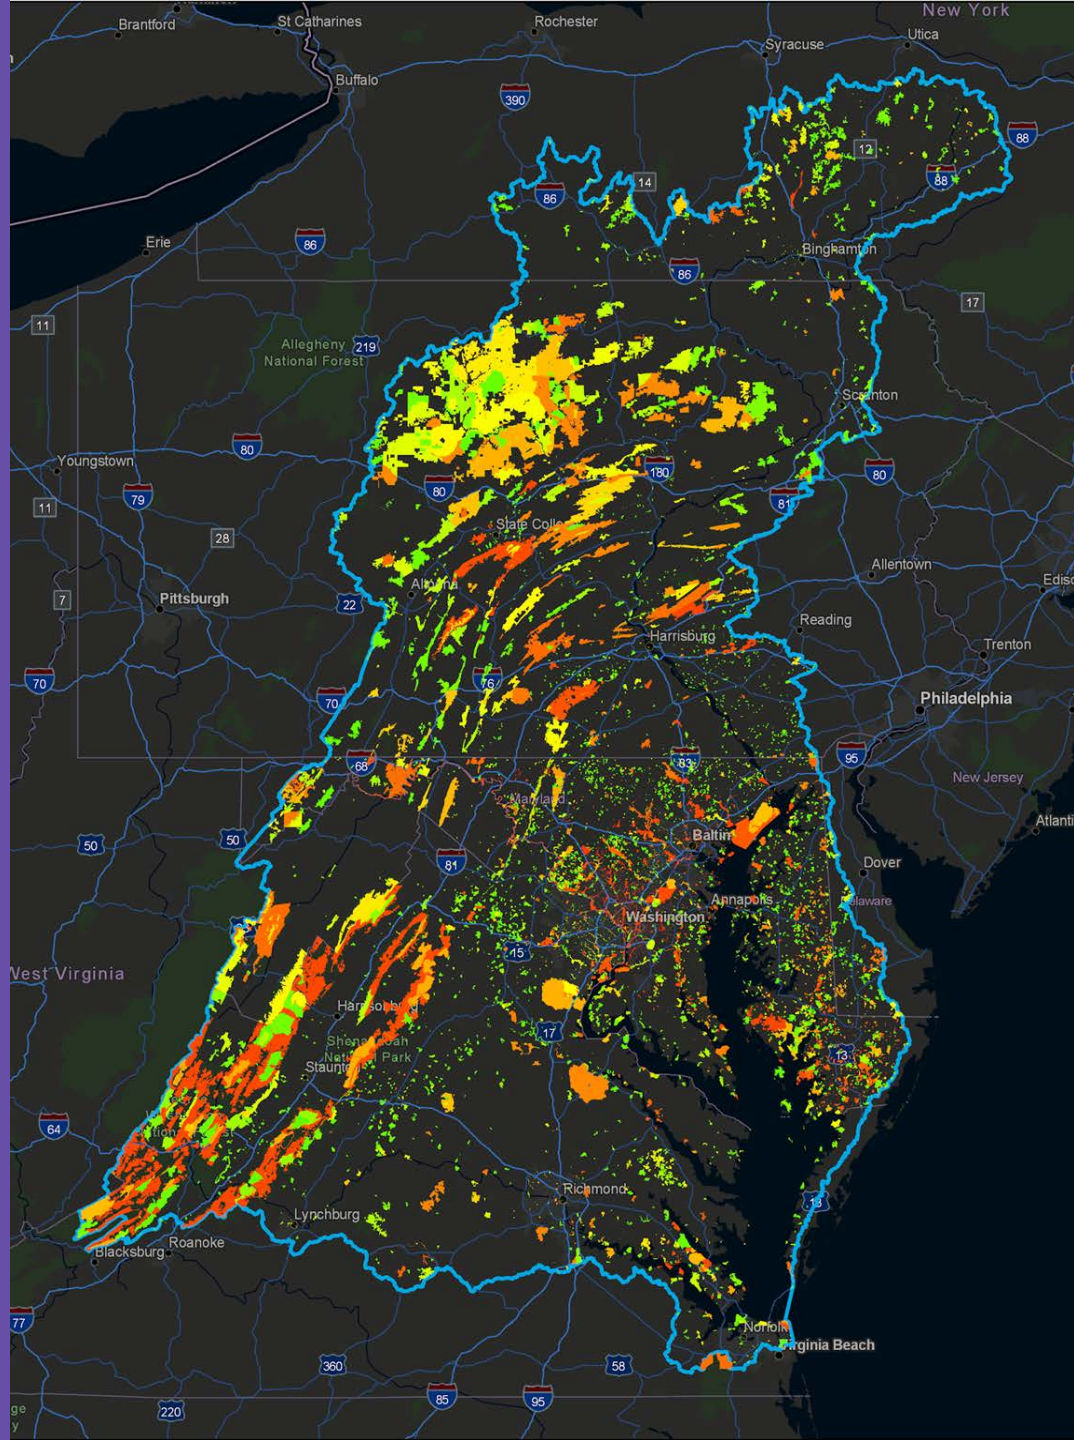 New York
Brantford
St Catharines
Rochester
Utica
Syracuse
Buffalo
390
88
12
88
14
86
Erie
86
Binghamton
86
17
11
Allegheny
National Forest
219
Scranton
80
Youngstown
180
80
79
80
81
11
State Colle
28
Allentown
Altoona
7
Pittsburgh
22
Reading
Harrisburg
Trenton
70
76
70
Philadelphia
95
68
83
New Jersey
Maryland
Atlanti
50
50
Baltim
81
Dover
Annapolis
Delaware
Washington
15
West Virginia
Harrisonburg
17
Shenandoah
National Park
13
Staunton
64
Richmond
13
Lynchburg
Roanoke
Blacksburg
77
Norfolk
Virginia Beach
360
58
85
95
220
ge
y